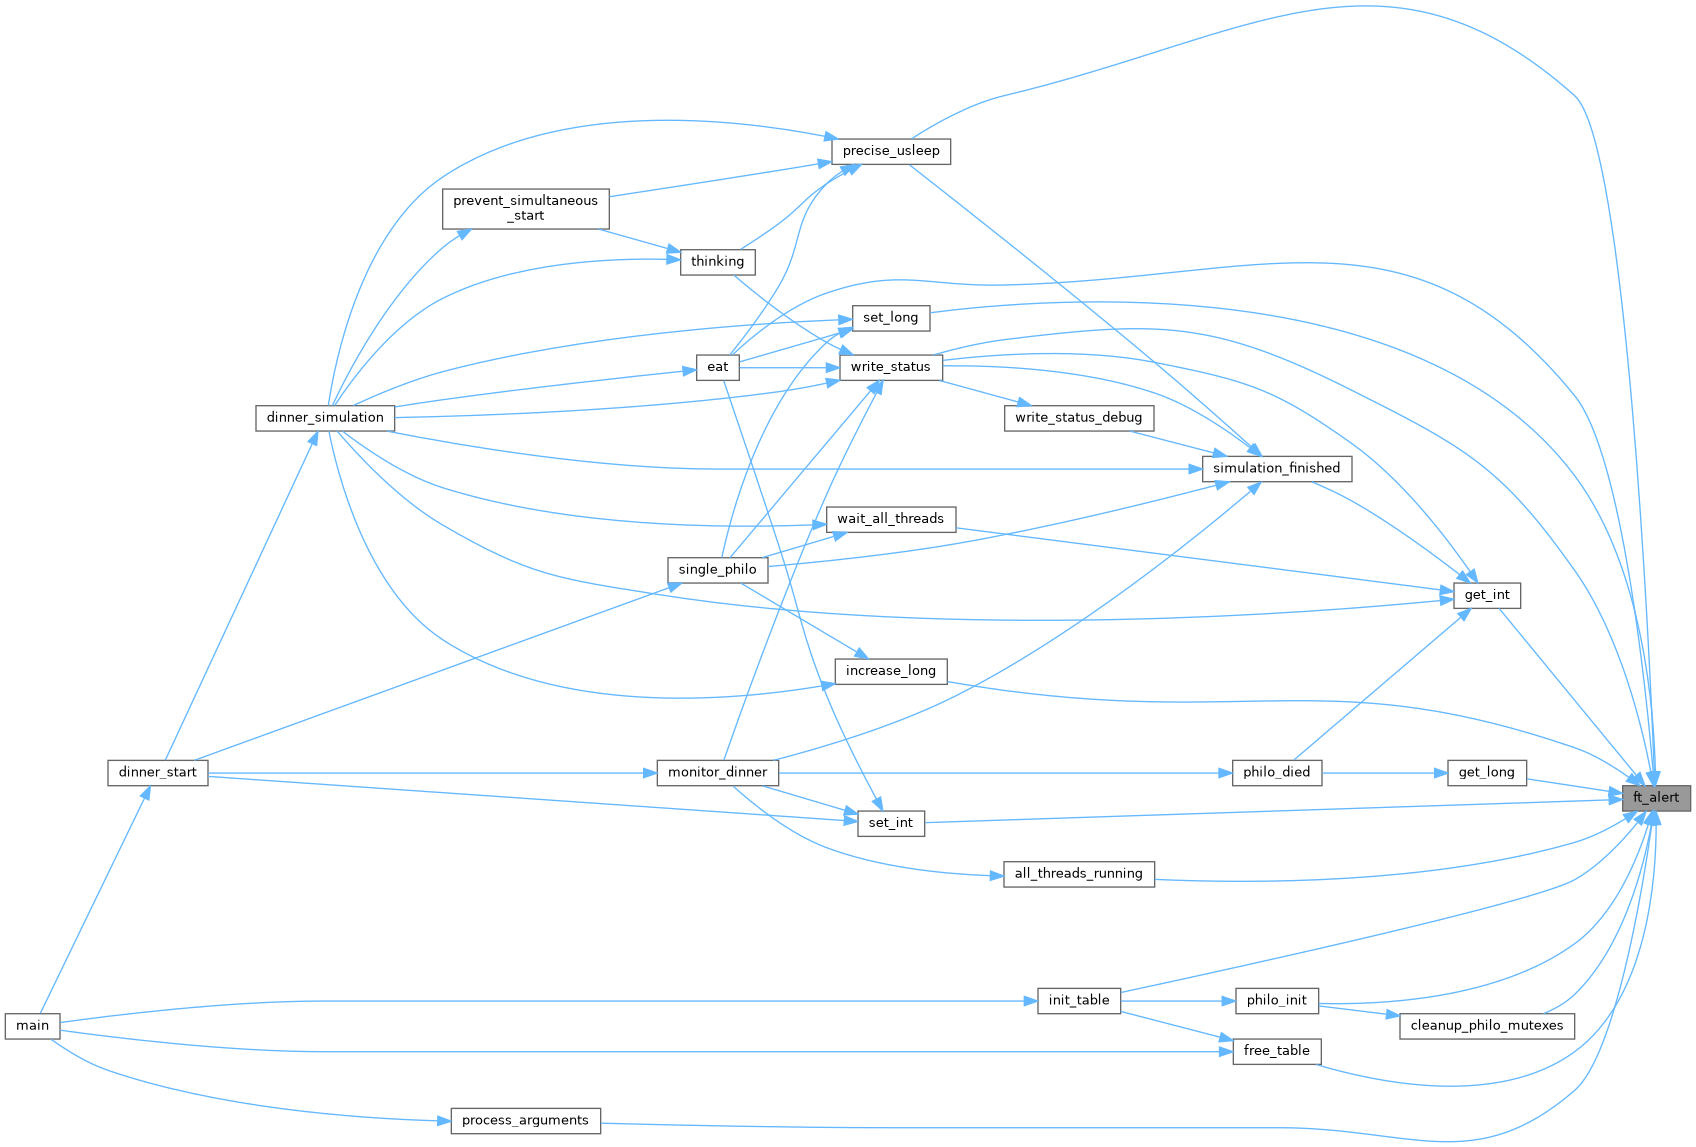 precise_usleep
prevent_simultaneous
_start
thinking
set_long
eat
write_status
dinner_simulation
write_status_debug
simulation_finished
wait_all_threads
single_philo
get_int
increase_long
dinner_start
monitor_dinner
philo_died
get_long
ft_alert
set_int
all_threads_running
init_table
philo_init
main
cleanup_philo_mutexes
free_table
process_arguments